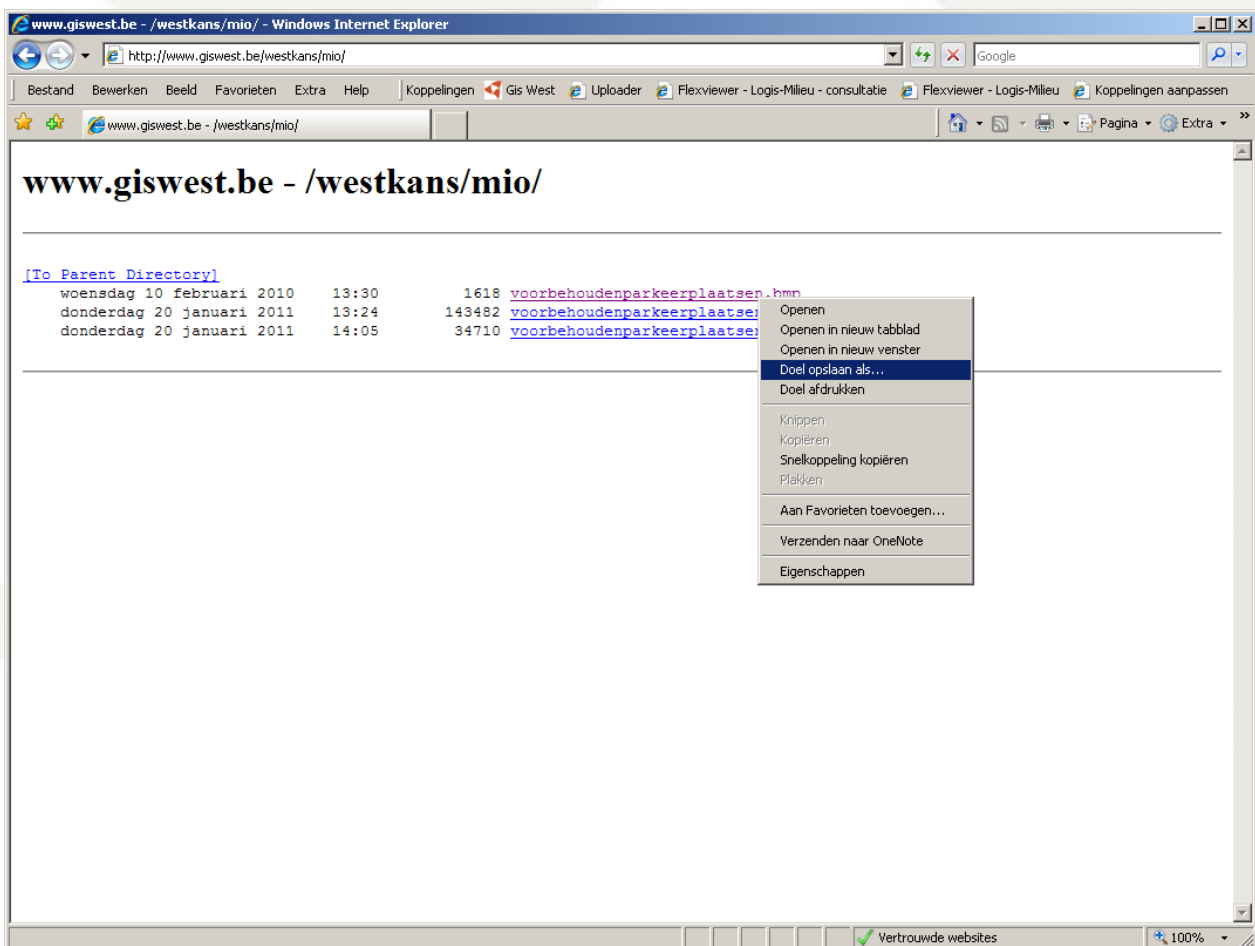 www.giswest.be - /westkans/mio/ - Windows Internet Explorer
http://www.giswest.be/westkans/mio/
Google
Bestand Bewerken Beeld Favorieten Extra Help Koppelingen Gis West Uploader Flexviewer - Logis-Milieu - consultatie Flexviewer - Logis-Milieu Koppelingen aanpassen
www.giswest.be - /westkans/mio/ Pagina Extra »
www.giswest.be - /westkans/mio/
[To Parent Directory]
woensdag 10 februari 2010 13:30 1618 voorbehoudenparkeerplaatsen.bmp
donderdag 20 januari 2011 13:24 143482 voorbehoudenparkeerplaatsen
donderdag 20 januari 2011 14:05 34710 voorbehoudenparkeerplaatsen
Openen
Openen in nieuw tabblad
Openen in nieuw venster
Doel opslaan als...
Doel afdrukken
Knippen
Kopiëren
Snelkoppeling kopiëren
Plakken
Aan Favorieten toevoegen...
Verzenden naar OneNote
Eigenschappen
Vertrouwde websites 100%